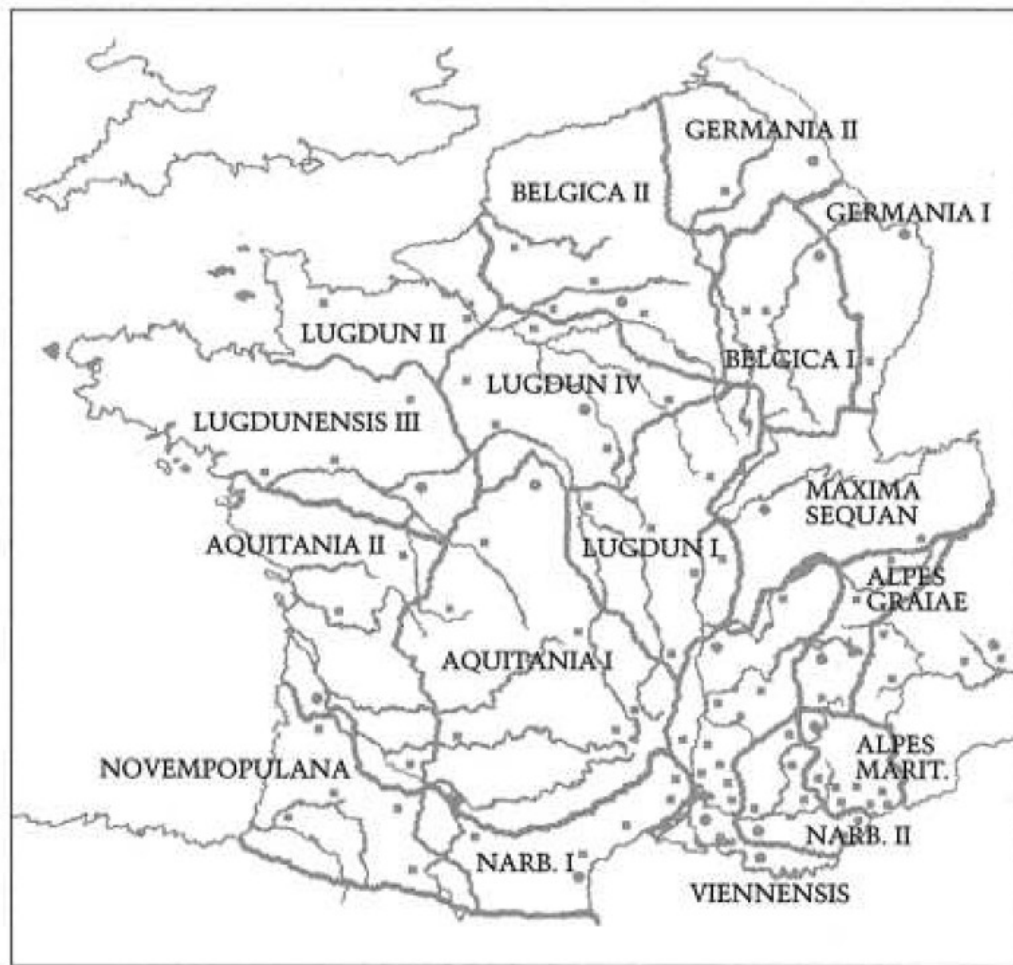 GERMANIA II
BELGICA II
GERMANIA I
LUGDUN II
BELGICA I
LUGDUN IV
LUGDUNENSIS III
MAXIMA
SEQUAN
AQUITANIA II
LUGDUN I
ALPES
GRAIAE
AQUITANIA I
ALPES
MARIT.
NOVEMPOPULANA
NARB. II
NARB. I
VIENNENSIS